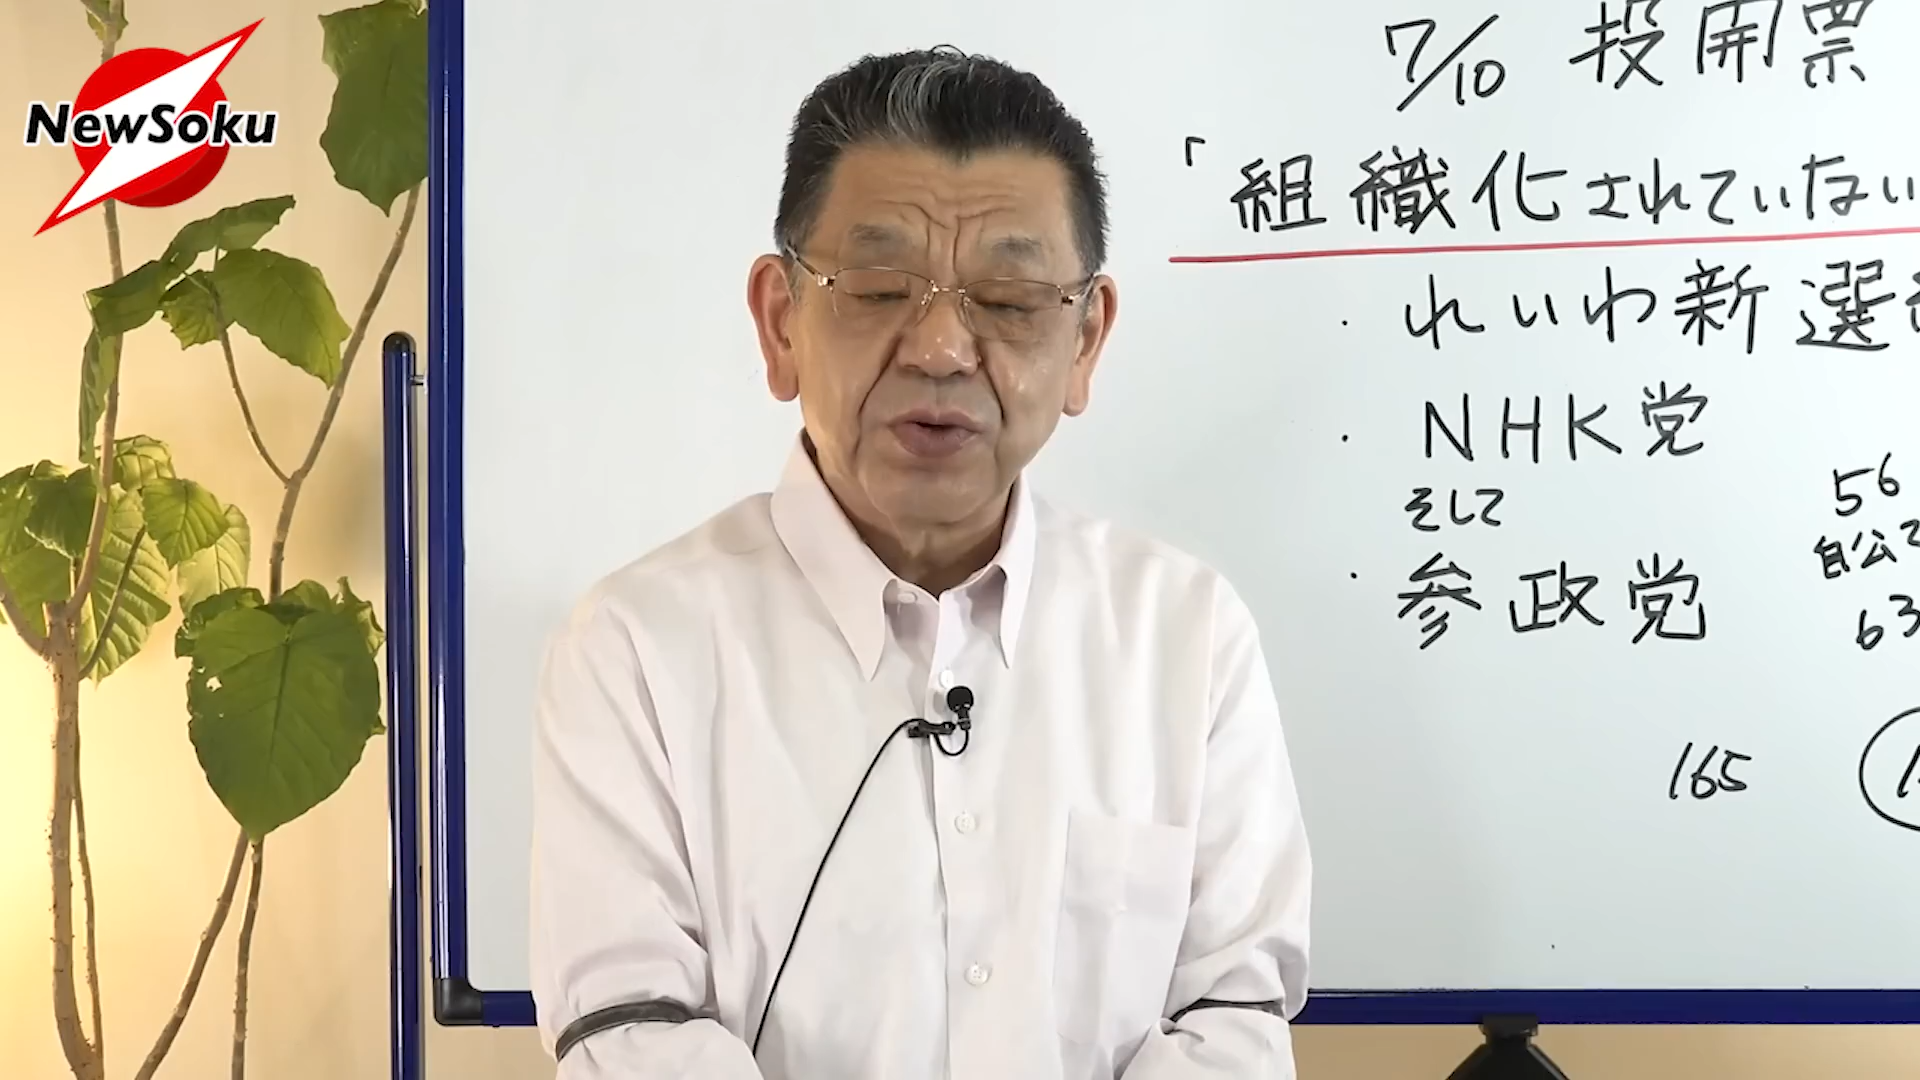 NewSoku
7/10 投開票
「組織化されていない
・れいわ新選
・NHK党
そして
・参政党
56
自公で
63
165